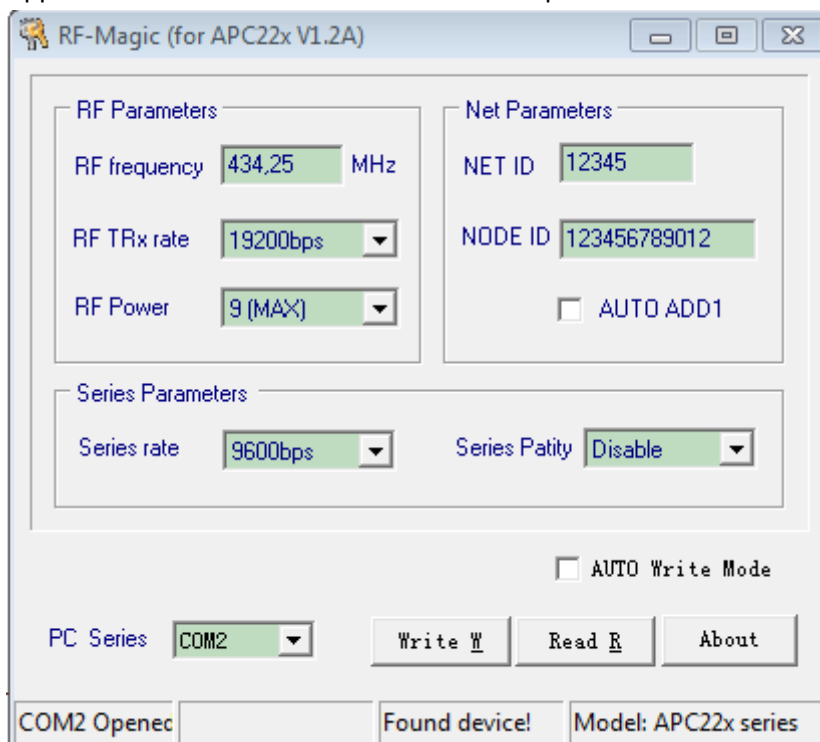 RF-Magic (for APC22x V1.2A)
RF Parameters
RF frequency 434,25 MHz
RF TRx rate 19200bps
RF Power 9 (MAX)
Net Parameters
NET ID 12345
NODE ID 123456789012
AUTO ADD1
Series Parameters
Series rate 9600bps
Series Patity Disable
AUTO Write Mode
PC Series COM2
Write W
Read R
About
COM2 Opened
Found device!
Model: APC22x series